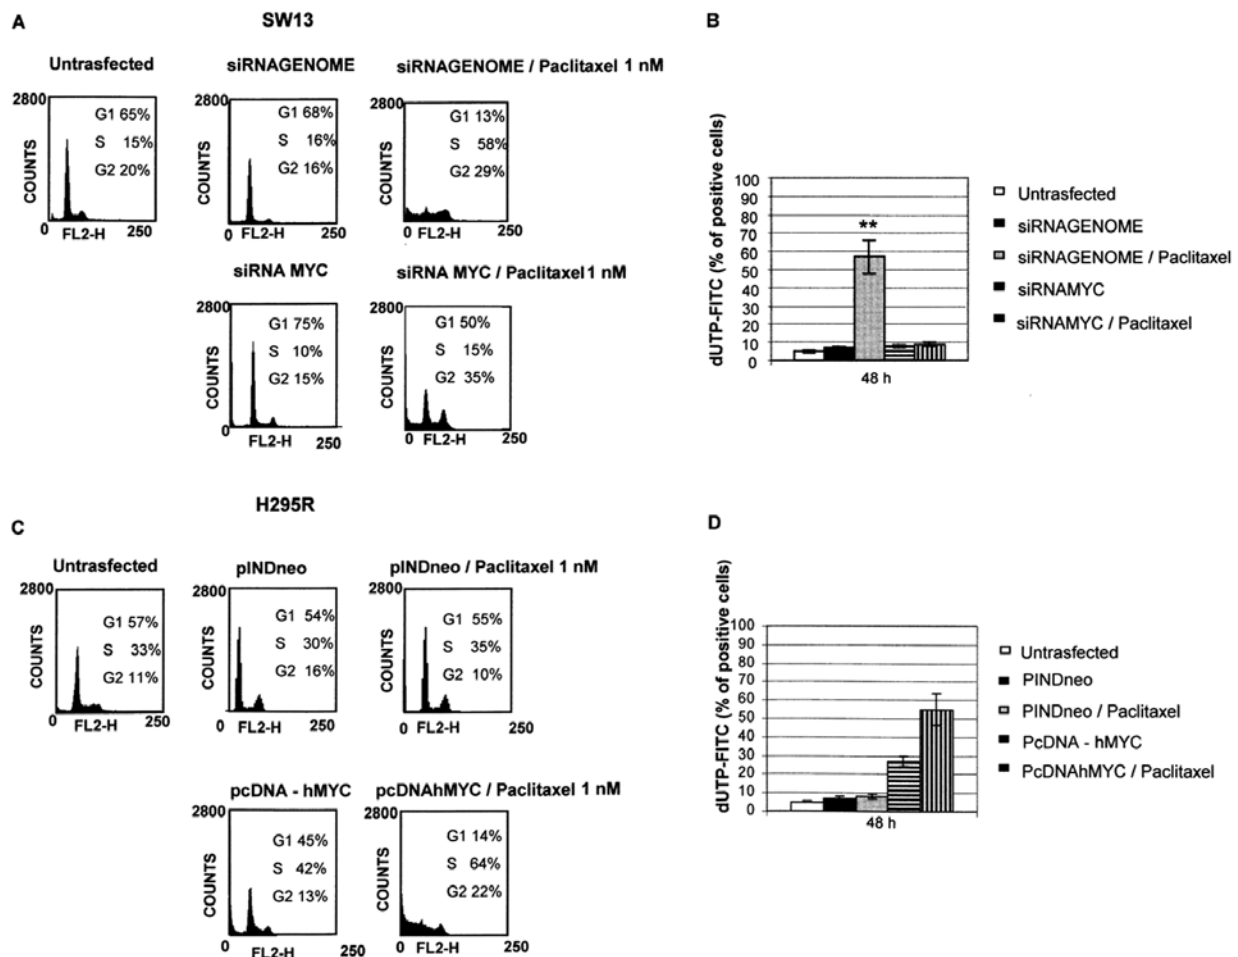 A
SW13
B
Untrasfected
siRNAGENOME
siRNAGENOME / Paclitaxel 1 nM
2800
G1 65%
S 15%
G2 20%
COUNTS
0
FL2-H
250
2800
G1 68%
S 16%
G2 16%
COUNTS
0
FL2-H
250
2800
G1 13%
S 58%
G2 29%
COUNTS
0
FL2-H
250
siRNA MYC
siRNA MYC / Paclitaxel 1 nM
2800
G1 75%
S 10%
G2 15%
COUNTS
0
FL2-H
250
2800
G1 50%
S 15%
G2 35%
COUNTS
0
FL2-H
250
dUTP-FITC (% of positive cells)
100
90
80
70
60
50
40
30
20
10
0
**
48 h
Untrasfected
siRNAGENOME
siRNAGENOME / Paclitaxel
siRNAMYC
siRNAMYC / Paclitaxel
H295R
C
D
Untrasfected
pINDneo
pINDneo / Paclitaxel 1 nM
2800
G1 57%
S 33%
G2 11%
COUNTS
0
FL2-H
250
2800
G1 54%
S 30%
G2 16%
COUNTS
0
FL2-H
250
2800
G1 55%
S 35%
G2 10%
COUNTS
0
FL2-H
250
pcDNA - hMYC
pcDNAhMYC / Paclitaxel 1 nM
2800
G1 45%
S 42%
G2 13%
COUNTS
0
FL2-H
250
2800
G1 14%
S 64%
G2 22%
COUNTS
0
FL2-H
250
dUTP-FITC (% of positive cells)
100
90
80
70
60
50
40
30
20
10
0
48 h
Untrasfected
PINDneo
PINDneo / Paclitaxel
PcDNA - hMYC
PcDNAhMYC / Paclitaxel